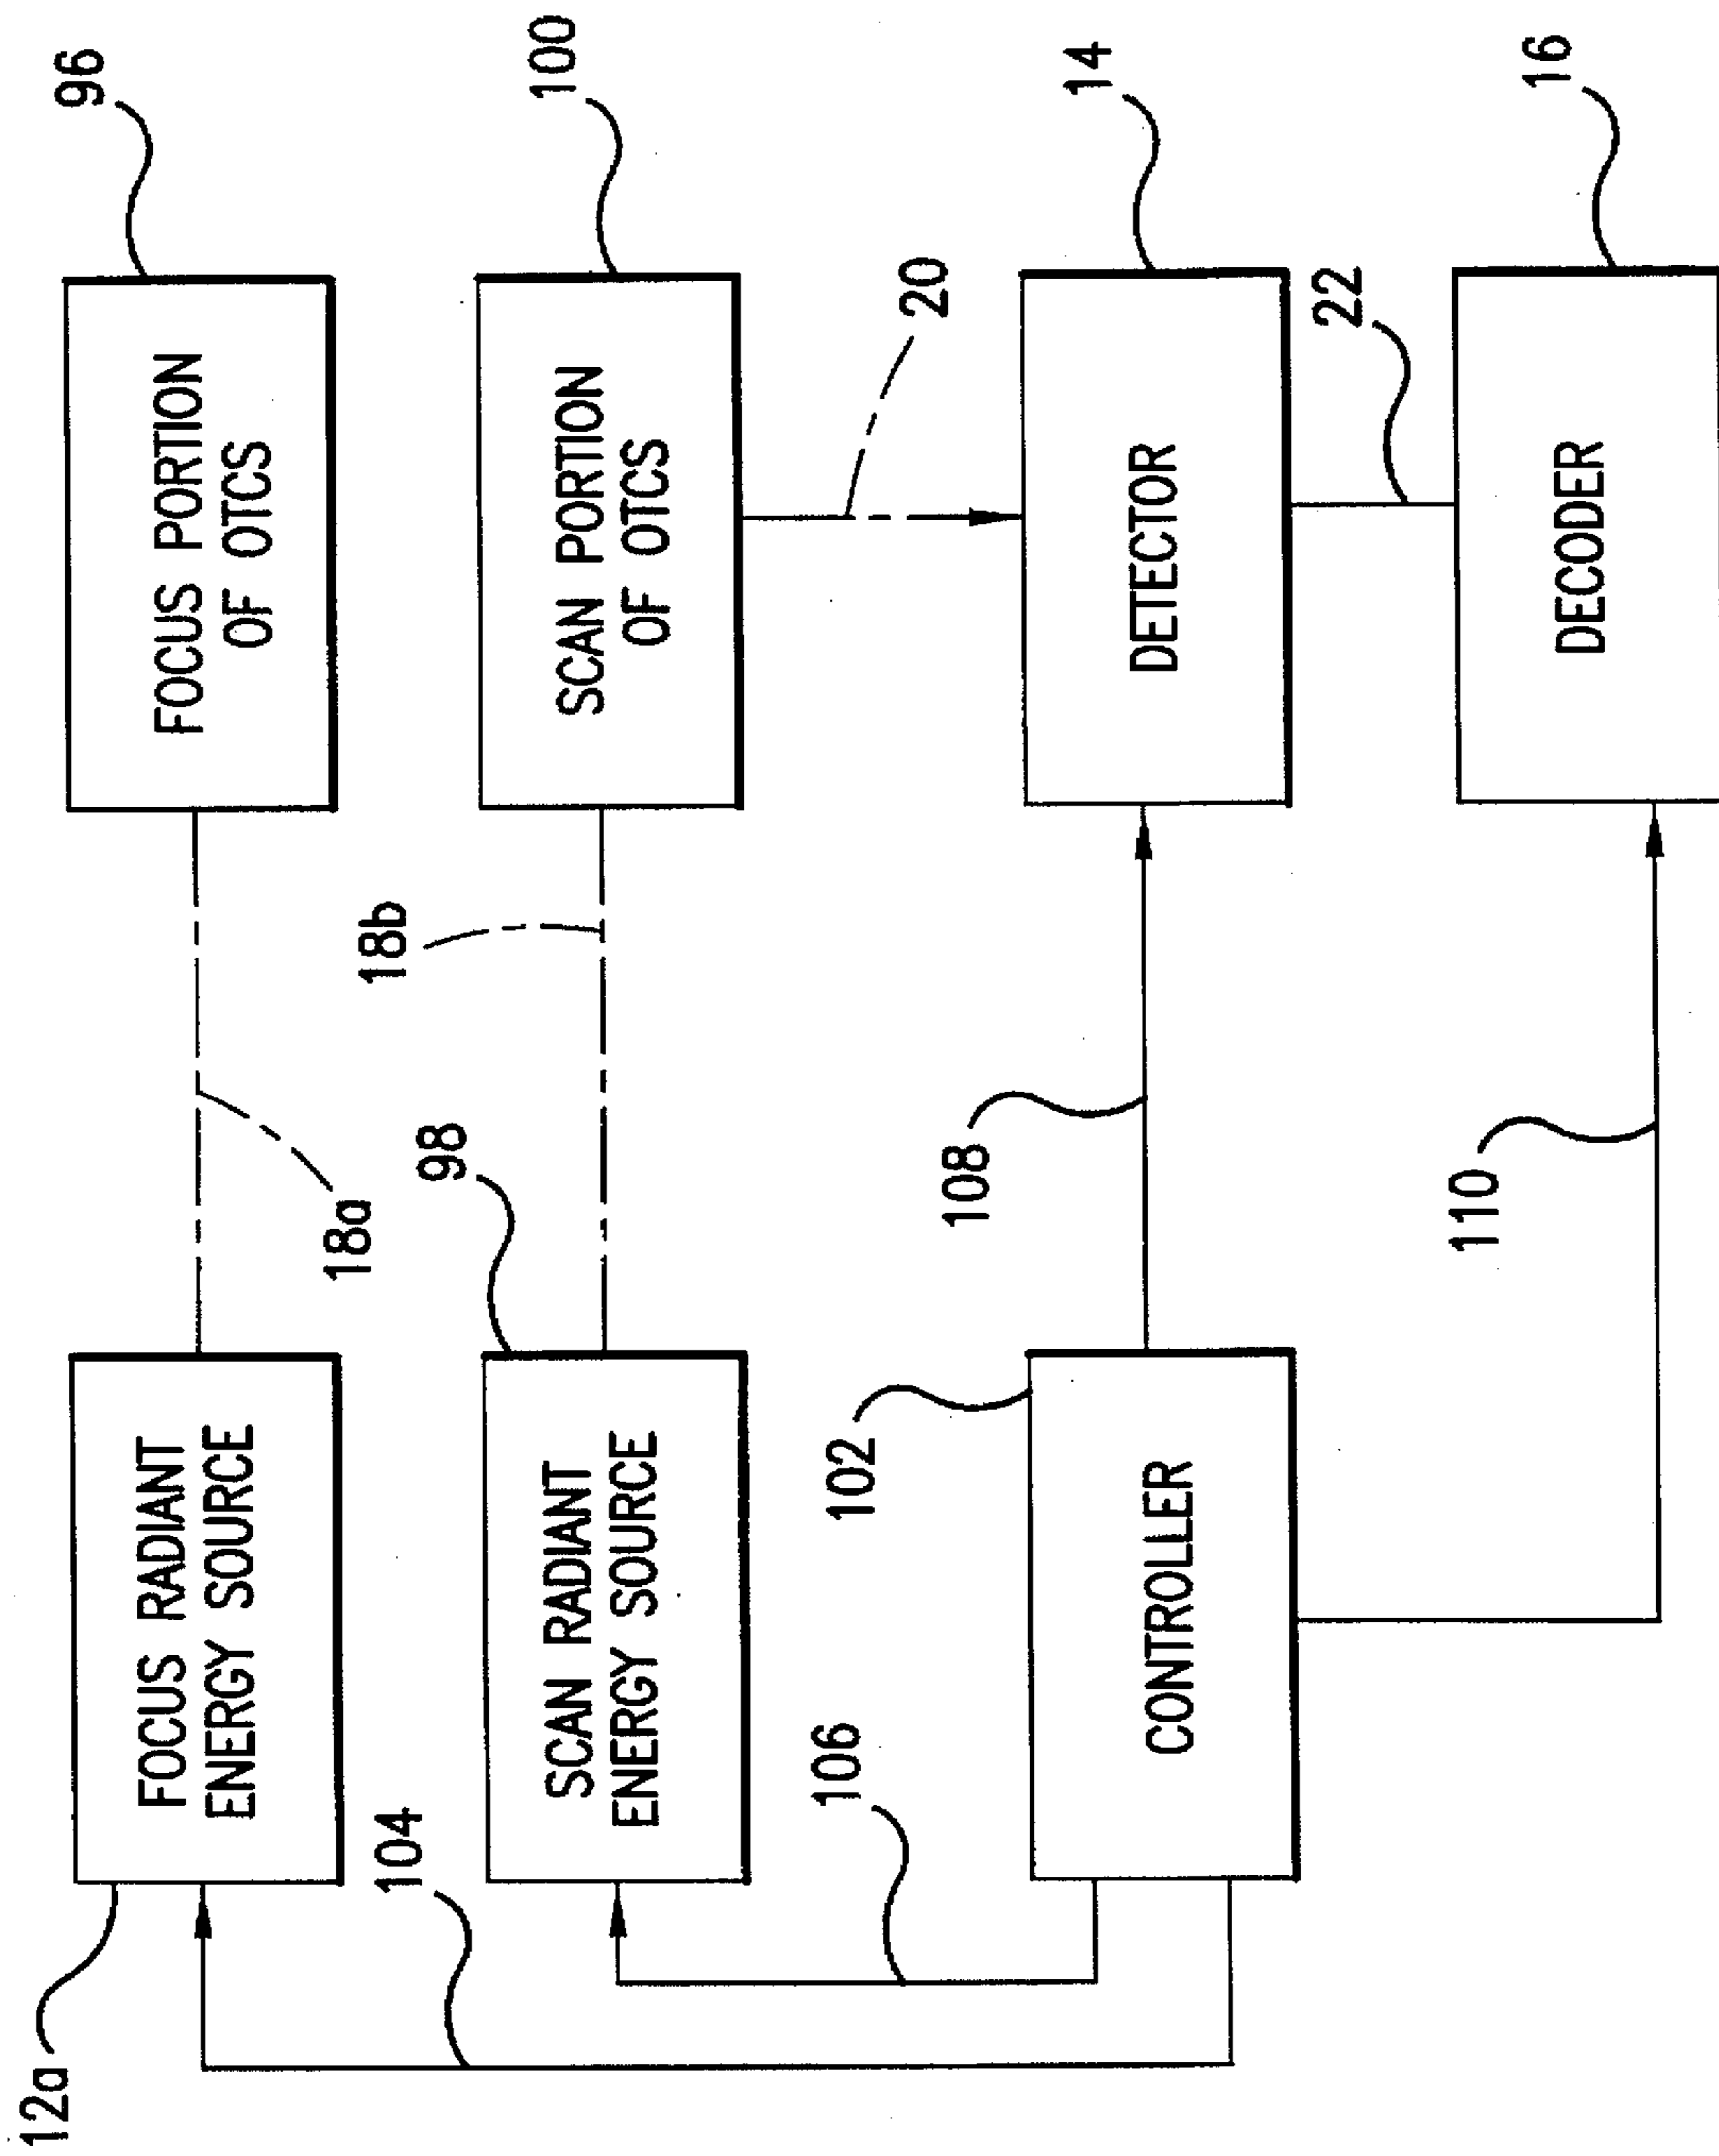 12a
FOCUS RADIANT
ENERGY SOURCE
18a
FOCUS PORTION
OF OTCS
96
104
SCAN RADIANT
ENERGY SOURCE
98
18b
SCAN PORTION
OF OTCS
100
20
106
102
CONTROLLER
108
DETECTOR
14
22
110
DECODER
16